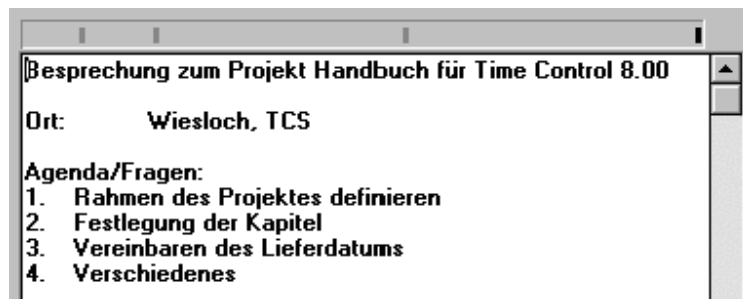 Besprechung zum Projekt Handbuch für Time Control 8.00
Ort: Wiesloch, TCS
Agenda/Fragen:
1. Rahmen des Projektes definieren
2. Festlegung der Kapitel
3. Vereinbaren des Lieferdatums
4. Verschiedenes